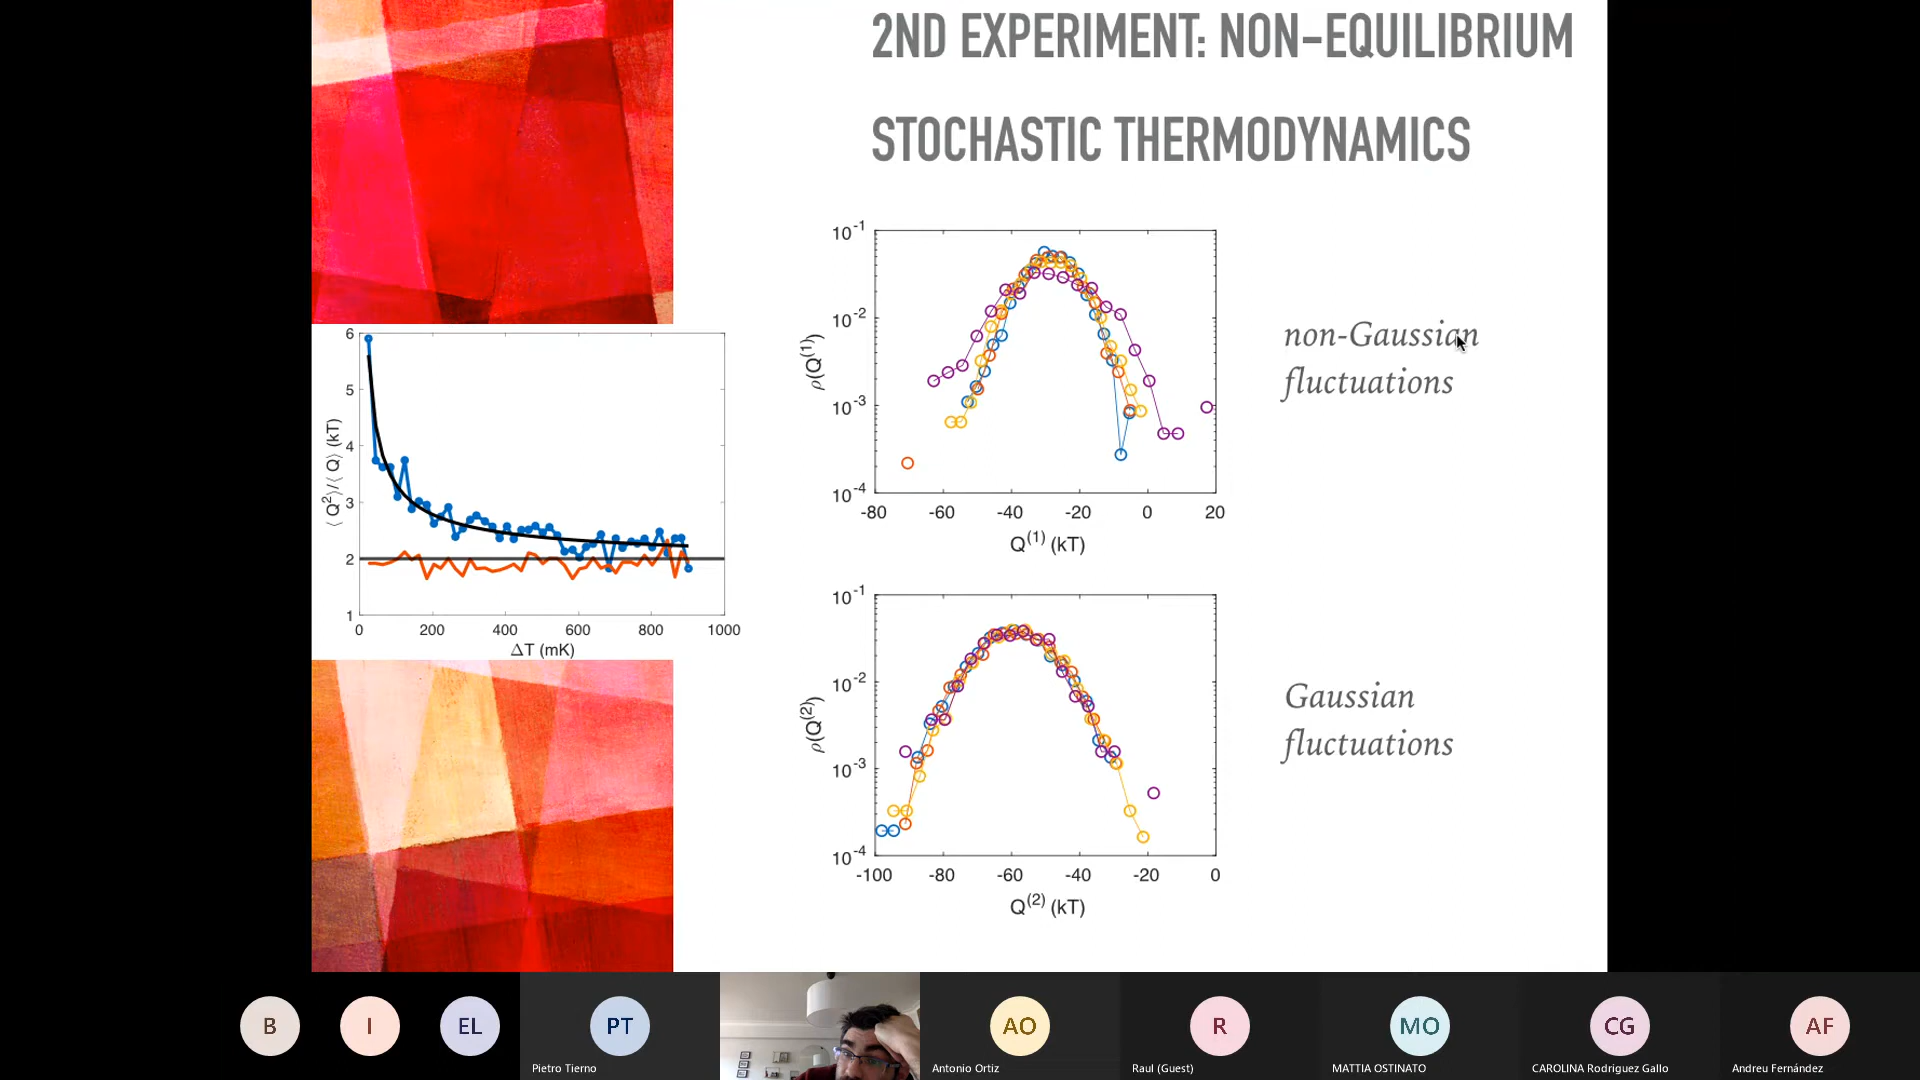 2ND EXPERIMENT: NON-EQUILIBRIUM
STOCHASTIC THERMODYNAMICS
10^-1
10^-2
10^-3
10^-4
ρ(Q^(1))
-80 -60 -40 -20 0 20
Q^(1) (kT)
non-Gaussian
fluctuations
6
5
4
3
2
1
⟨ Q^2⟩/⟨ Q⟩ (kT)
0 200 400 600 800 1000
ΔT (mK)
10^-1
10^-2
10^-3
10^-4
ρ(Q^(2))
-100 -80 -60 -40 -20 0
Q^(2) (kT)
Gaussian
fluctuations
B I EL PT AO R MO CG AF
Pietro Tierno Antonio Ortiz Raul (Guest) MATTIA OSTINATO CAROLINA Rodriguez Gallo Andreu Fernández